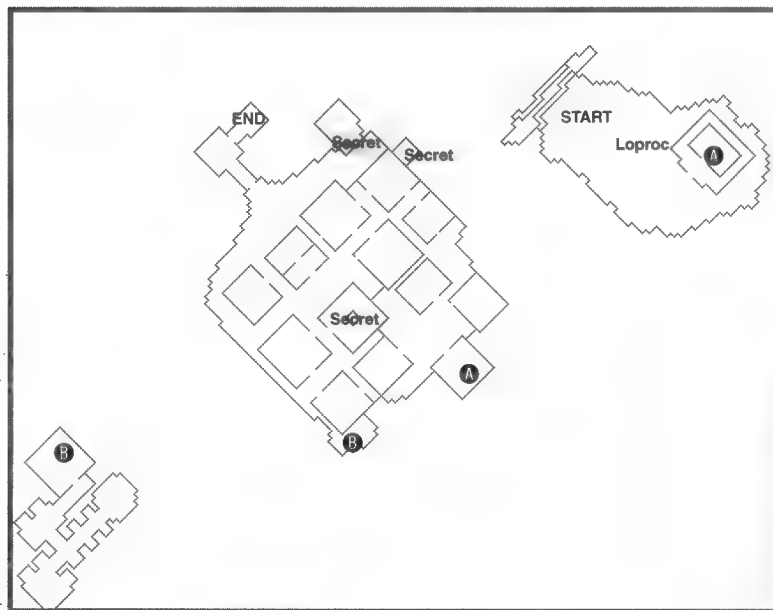 END
START
Secret
Secret
Loproc
A
Secret
A
B
B